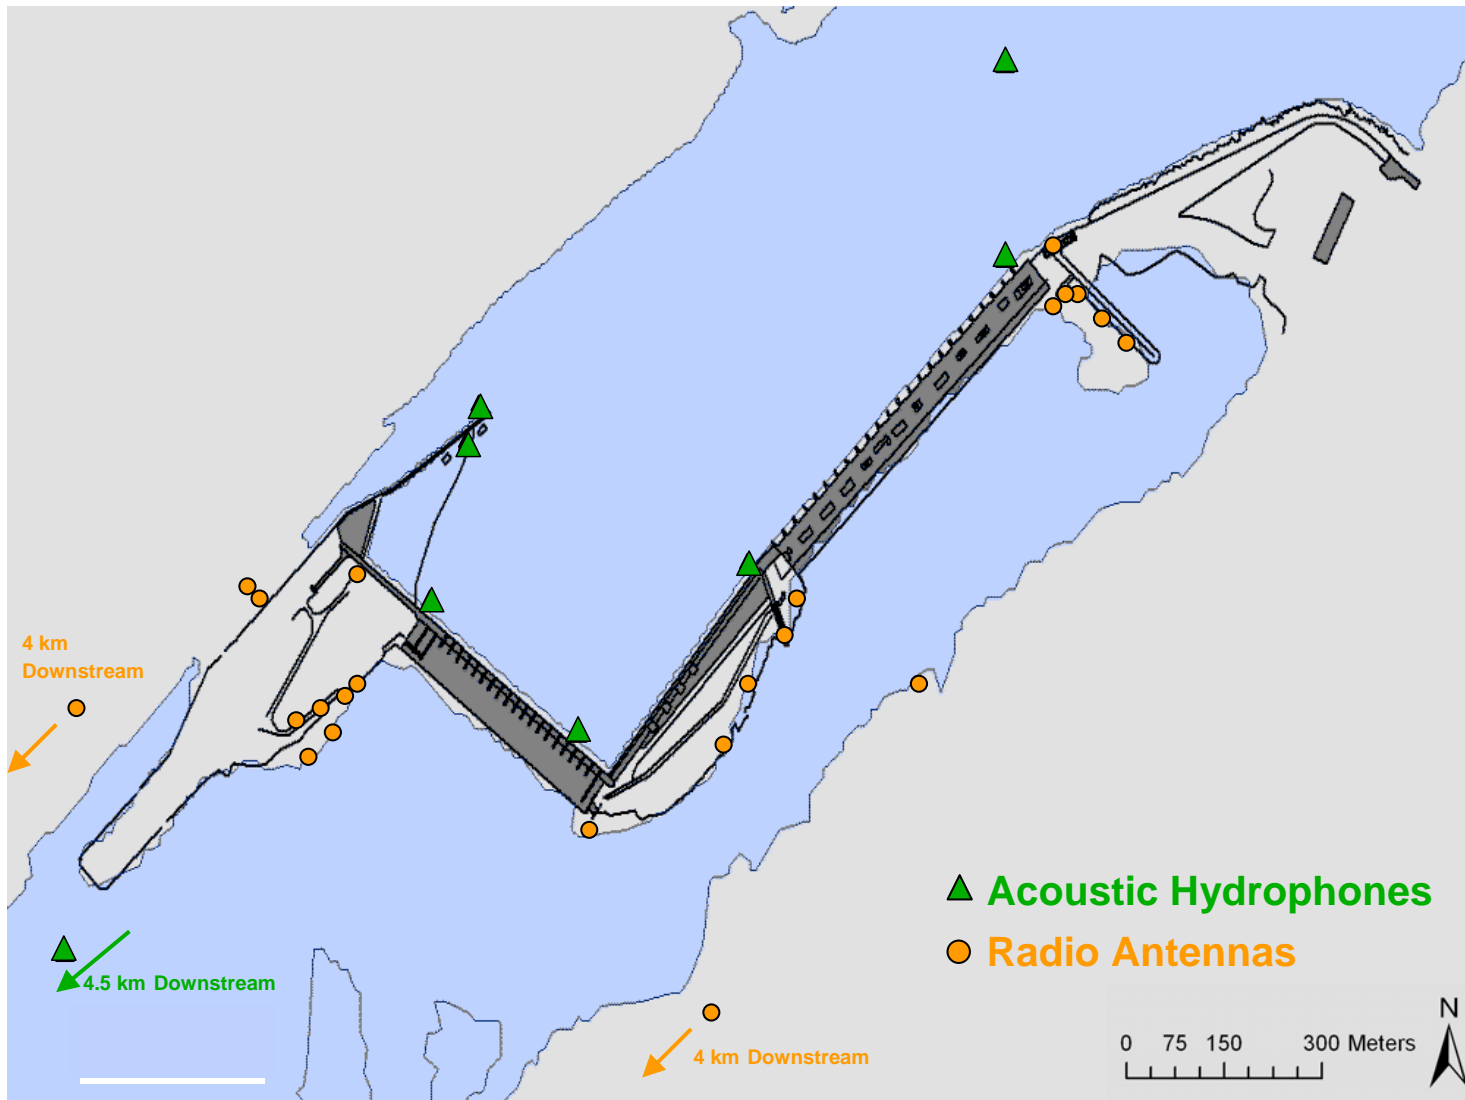 4 km
Downstream
Acoustic Hydrophones
Radio Antennas
4.5 km Downstream
4 km Downstream
N
0 75 150 300 Meters